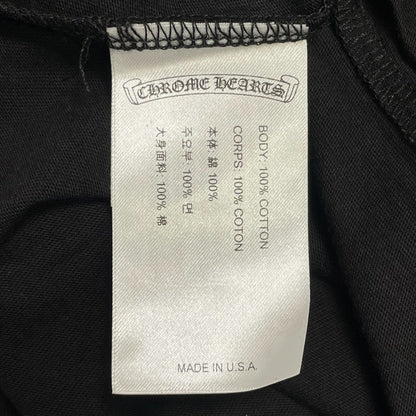 CHROME HEARTS
BODY: 100% COTTON
CORPS: 100% COTON
本体: 綿 100%
주요부: 100% 면
大身面料: 100% 棉
MADE IN U.S.A.